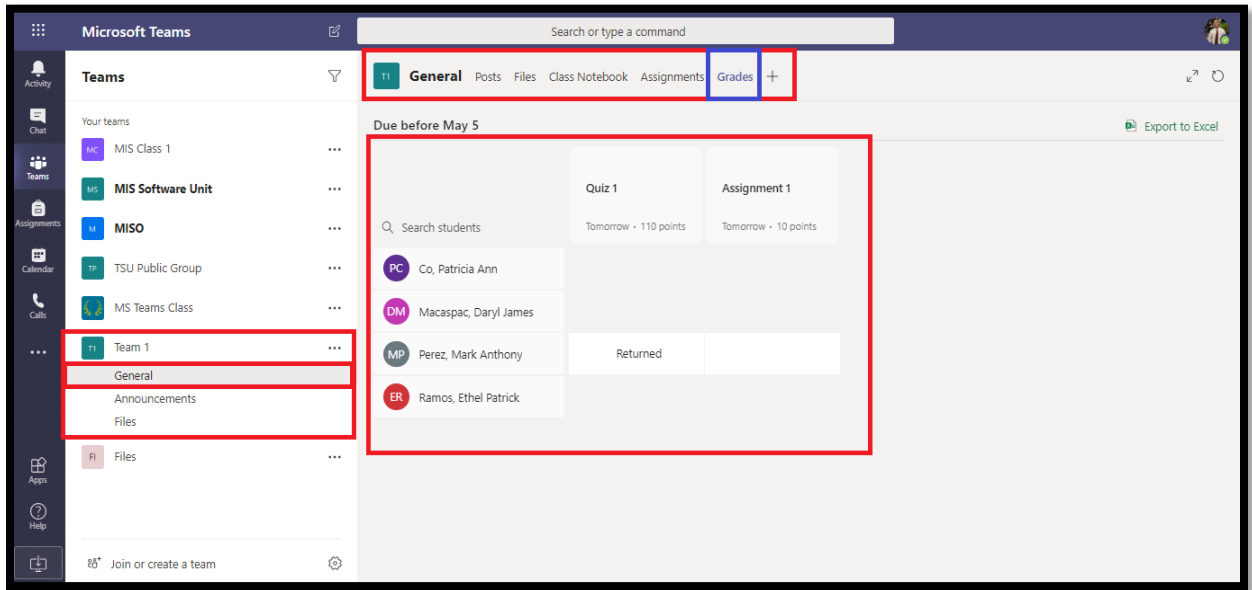 Microsoft Teams
Search or type a command
Activity
Chat
Teams
Assignments
Calendar
Calls
Apps
Help
Teams
Your teams
MC MIS Class 1
MS MIS Software Unit
M MISO
TP TSU Public Group
MS Teams Class
T1 Team 1
General
Announcements
Files
FI Files
Join or create a team
T1 General Posts Files Class Notebook Assignments Grades
Due before May 5
Export to Excel
Quiz 1 Assignment 1
Search students Tomorrow • 110 points Tomorrow • 10 points
PC Co, Patricia Ann
DM Macaspac, Daryl James
MP Perez, Mark Anthony Returned
ER Ramos, Ethel Patrick